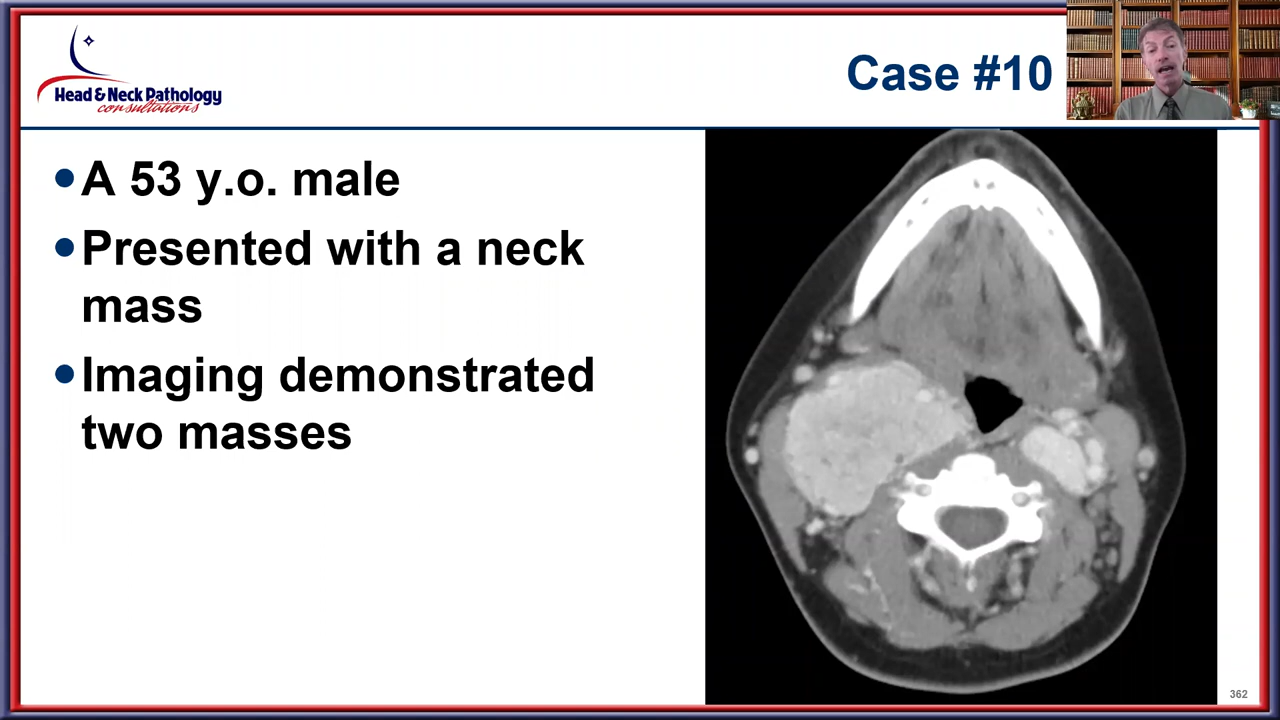 Head & Neck Pathology
consultations
Case #10
A 53 y.o. male
Presented with a neck
mass
Imaging demonstrated
two masses
362